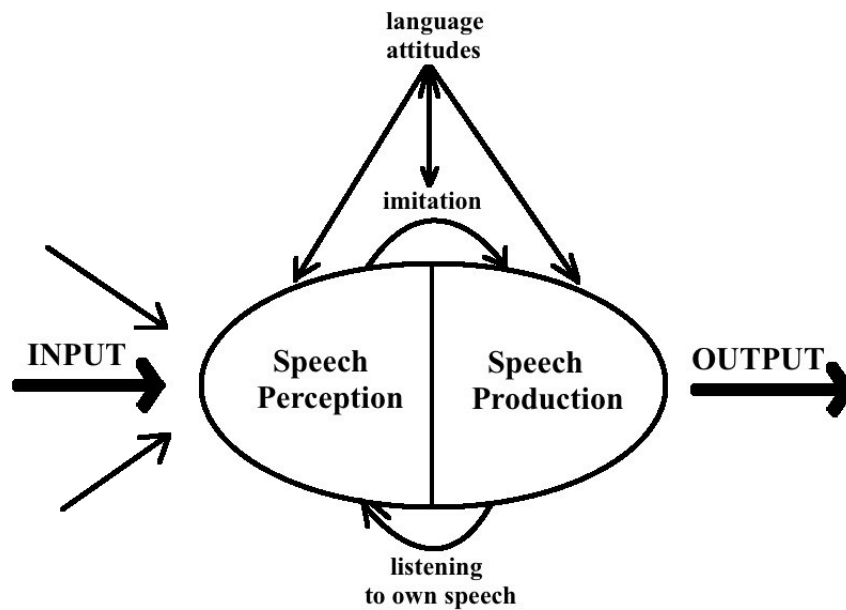 language
attitudes
imitation
INPUT
Speech
Perception
Speech
Production
OUTPUT
listening
to own speech